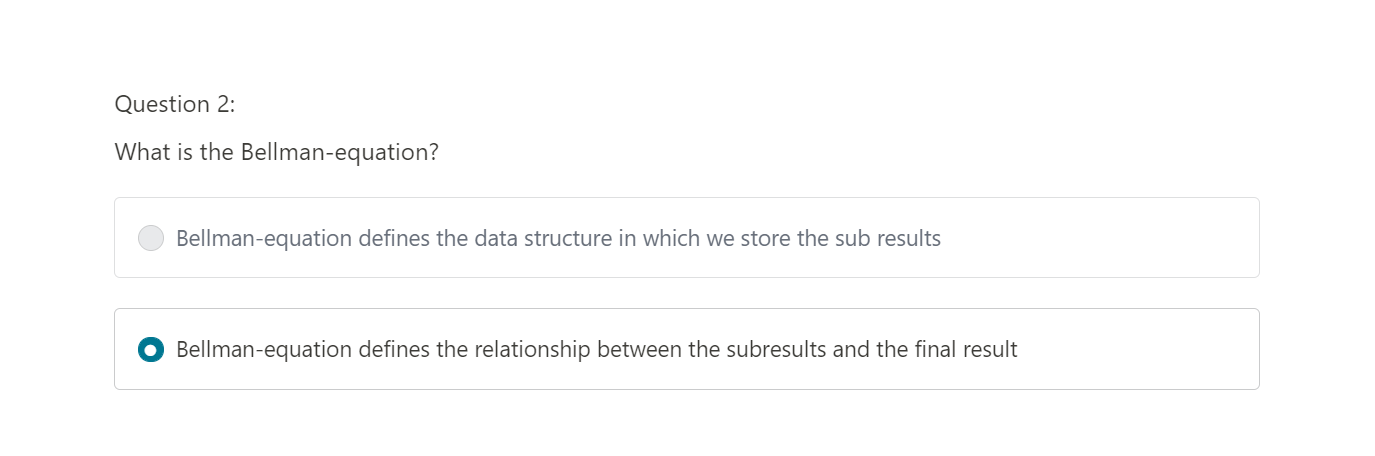 Question 2:
What is the Bellman-equation?
Bellman-equation defines the data structure in which we store the sub results
Bellman-equation defines the relationship between the subresults and the final result